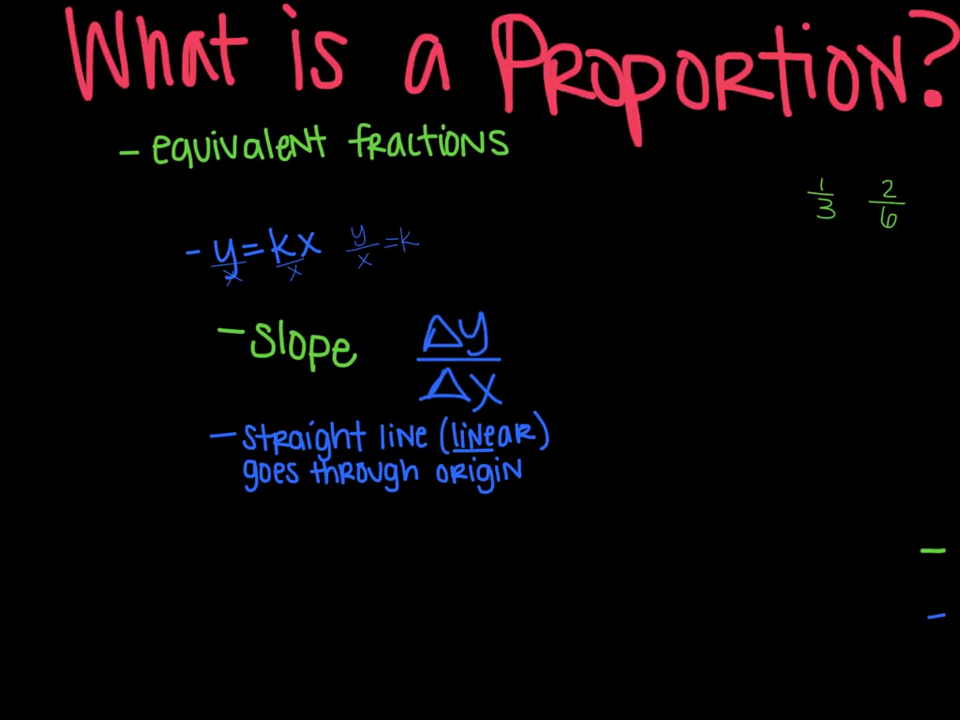 What is a Proportion?
- equivalent fractions
1/3 2/6
- y/x = kx/x y/x = k
- slope Δy/Δx
- straight line (linear)
goes through origin
-
-